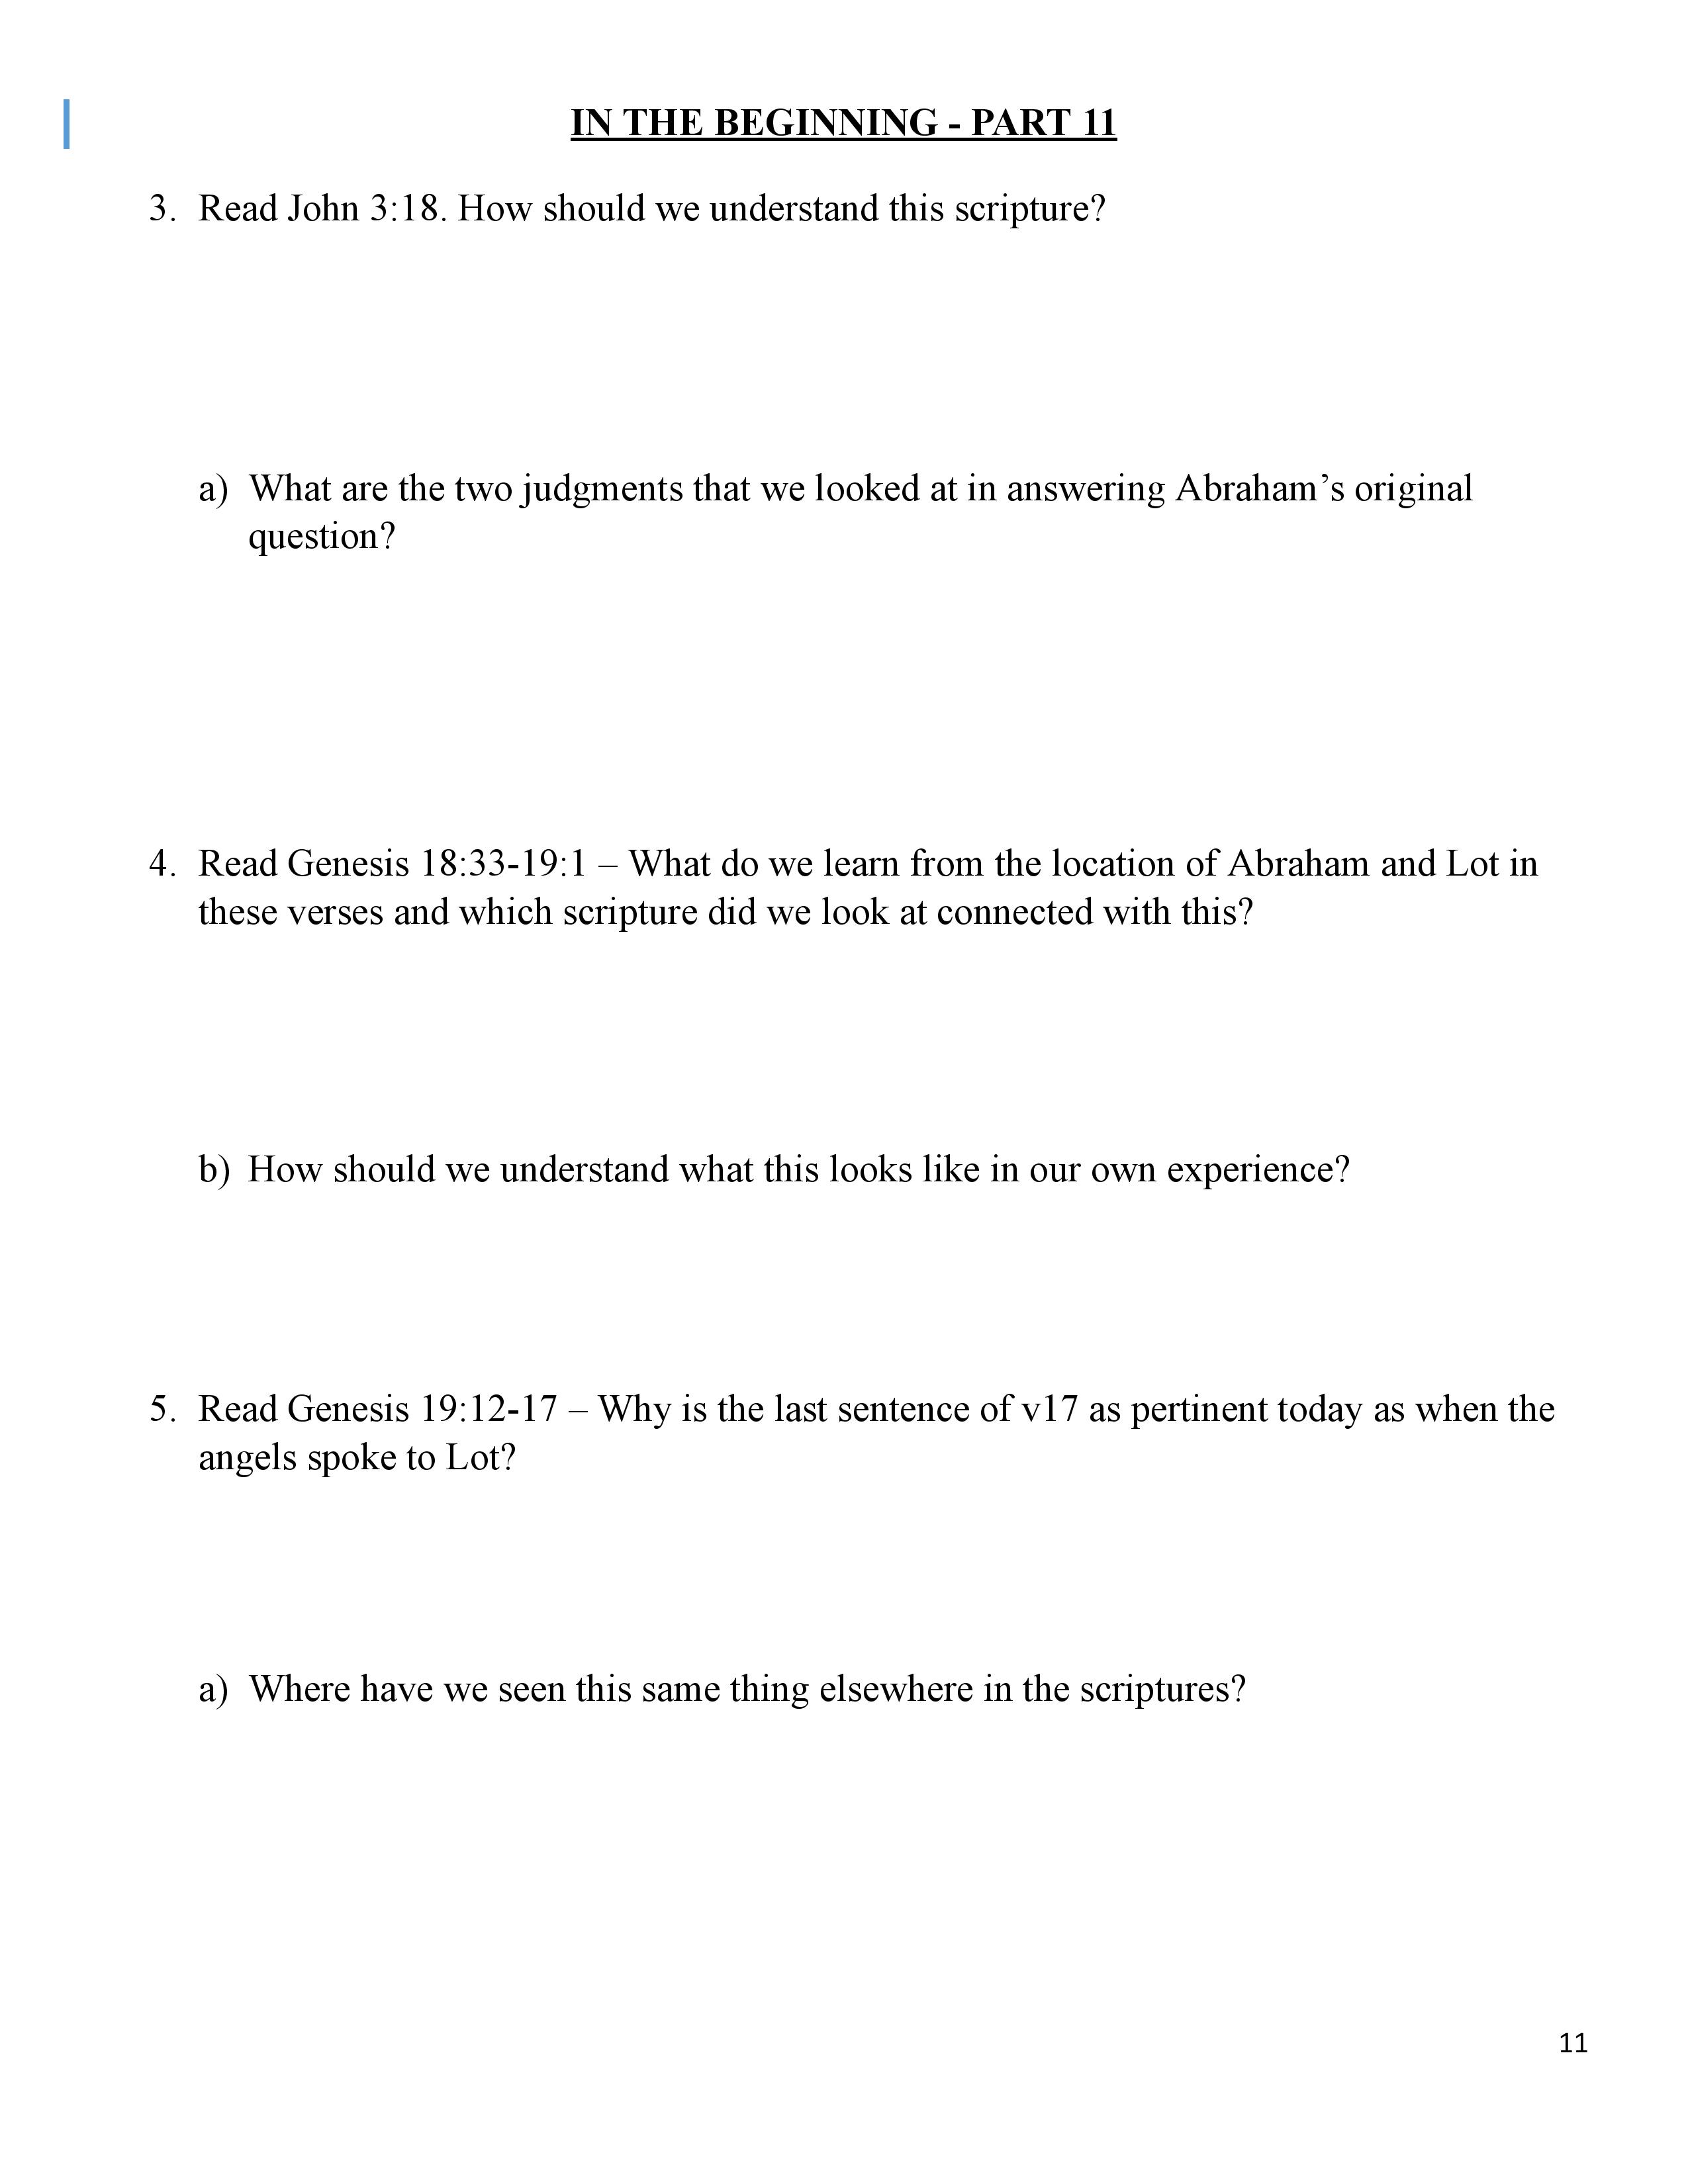 IN THE BEGINNING - PART 11
3. Read John 3:18. How should we understand this scripture?
a) What are the two judgments that we looked at in answering Abraham’s original
question?
4. Read Genesis 18:33-19:1 – What do we learn from the location of Abraham and Lot in
these verses and which scripture did we look at connected with this?
b) How should we understand what this looks like in our own experience?
5. Read Genesis 19:12-17 – Why is the last sentence of v17 as pertinent today as when the
angels spoke to Lot?
a) Where have we seen this same thing elsewhere in the scriptures?
11